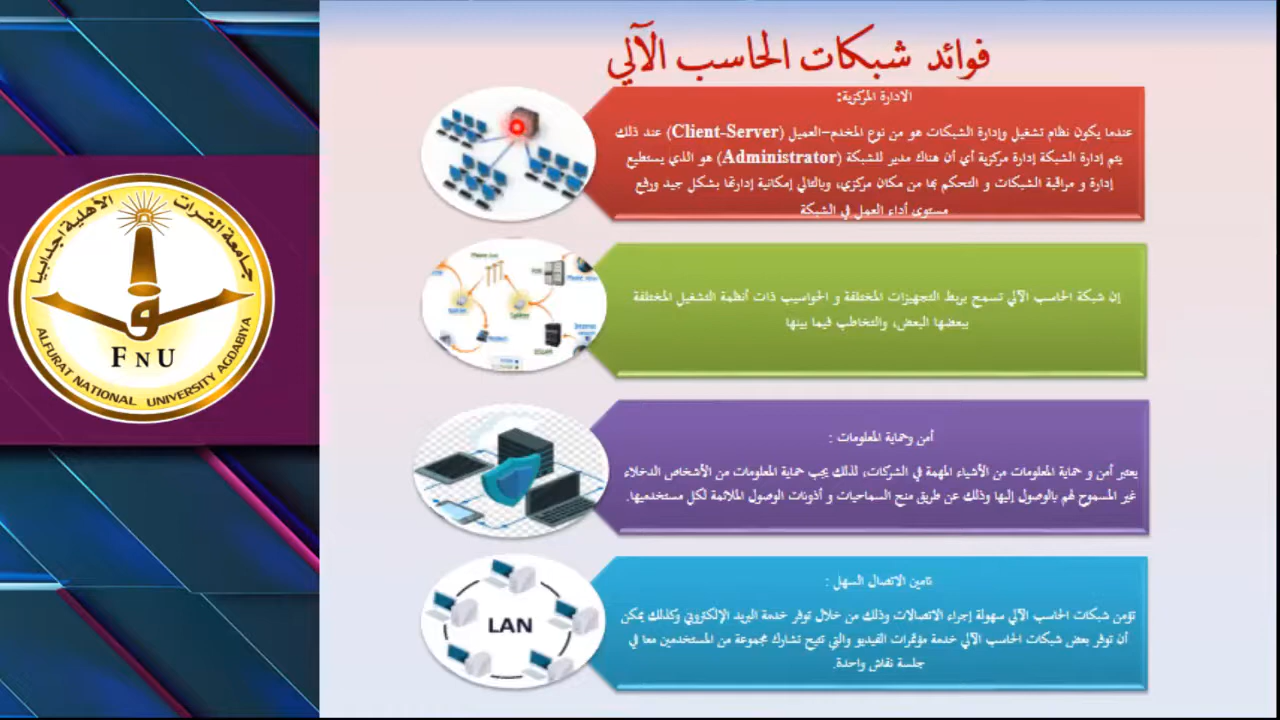 فوائد شبكات الحاسب الآلي
الادارة المركزية:
عندما يكون نظام تشغيل وإدارة الشبكات هو من نوع المخدم–العميل (Client-Server) عند ذلك
يتم إدارة الشبكة إدارة مركزية أي أن هناك مدير للشبكة (Administrator) هو الذي يستطيع
إدارة و مراقبة الشبكات و التحكم بها من مكان مركزي، وبالتالي إمكانية إدارتها بشكل جيد ورفع
مستوى أداء العمل في الشبكة
إن شبكة الحاسب الآلي تسمح بربط التجهيزات المختلفة و الحواسيب ذات أنظمة التشغيل المختلفة
ببعضها البعض، والتخاطب فيما بينها
أمن وحماية المعلومات :
يعتبر أمن و حماية المعلومات من الأشياء المهمة في الشركات، لذلك يجب حماية المعلومات من الأشخاص الدخلاء
غير المسموح لهم بالوصول إليها وذلك عن طريق منح السماحيات و أذونات الوصول الملائمة لكل مستخدميها.
تامين الاتصال السهل :
تؤمن شبكات الحاسب الآلي سهولة إجراء الاتصالات وذلك من خلال توفر خدمة البريد الإلكتروني وكذلك يمكن
أن توفر بعض شبكات الحاسب الآلي خدمة مؤتمرات الفيديو والتي تتيح تشارك مجموعة من المستخدمين معا في
جلسة نقاش واحدة.
LAN
جامعة الفرات الأهلية اجدابيا
FNU
ALFURAT NATIONAL UNIVERSITY AGDABIYA